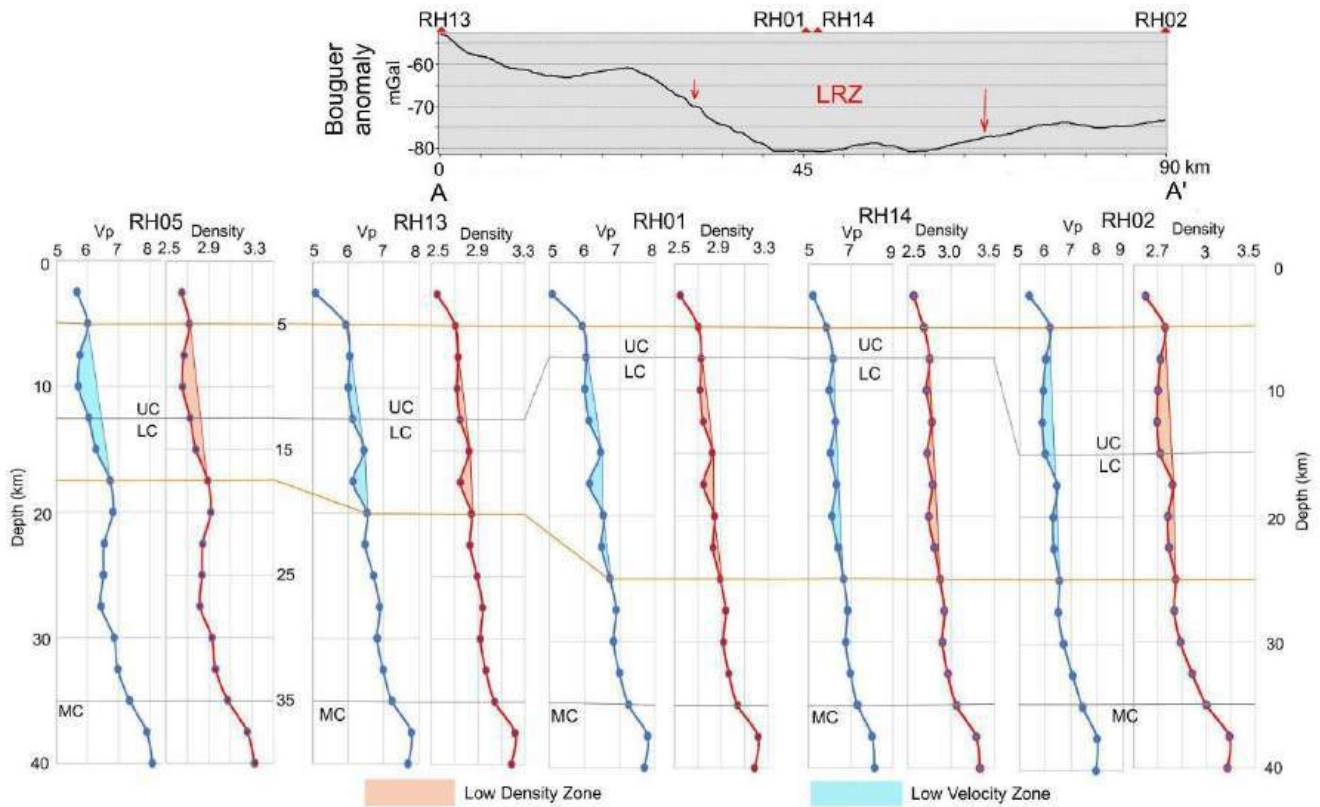 RH13 RH01 RH14 RH02
Bouguer anomaly
mGal
-60
-70
-80
LRZ
0 45 90 km
A A'
RH05 RH13 RH01 RH14 RH02
Vp Density Vp Density Vp Density Vp Density Vp Density
5 6 7 8 2.5 2.9 3.3 5 6 7 8 2.5 2.9 3.3 5 6 7 8 2.5 2.9 3.3 5 7 9 2.5 3.0 3.5 5 6 7 8 9 2.7 3 3.5
0 0
5
UC UC
LC LC
10 10
UC UC
LC LC
15
UC
LC
20 20
Depth (km) Depth (km)
25
30 30
35
MC MC MC MC MC
40 40
Low Density Zone Low Velocity Zone